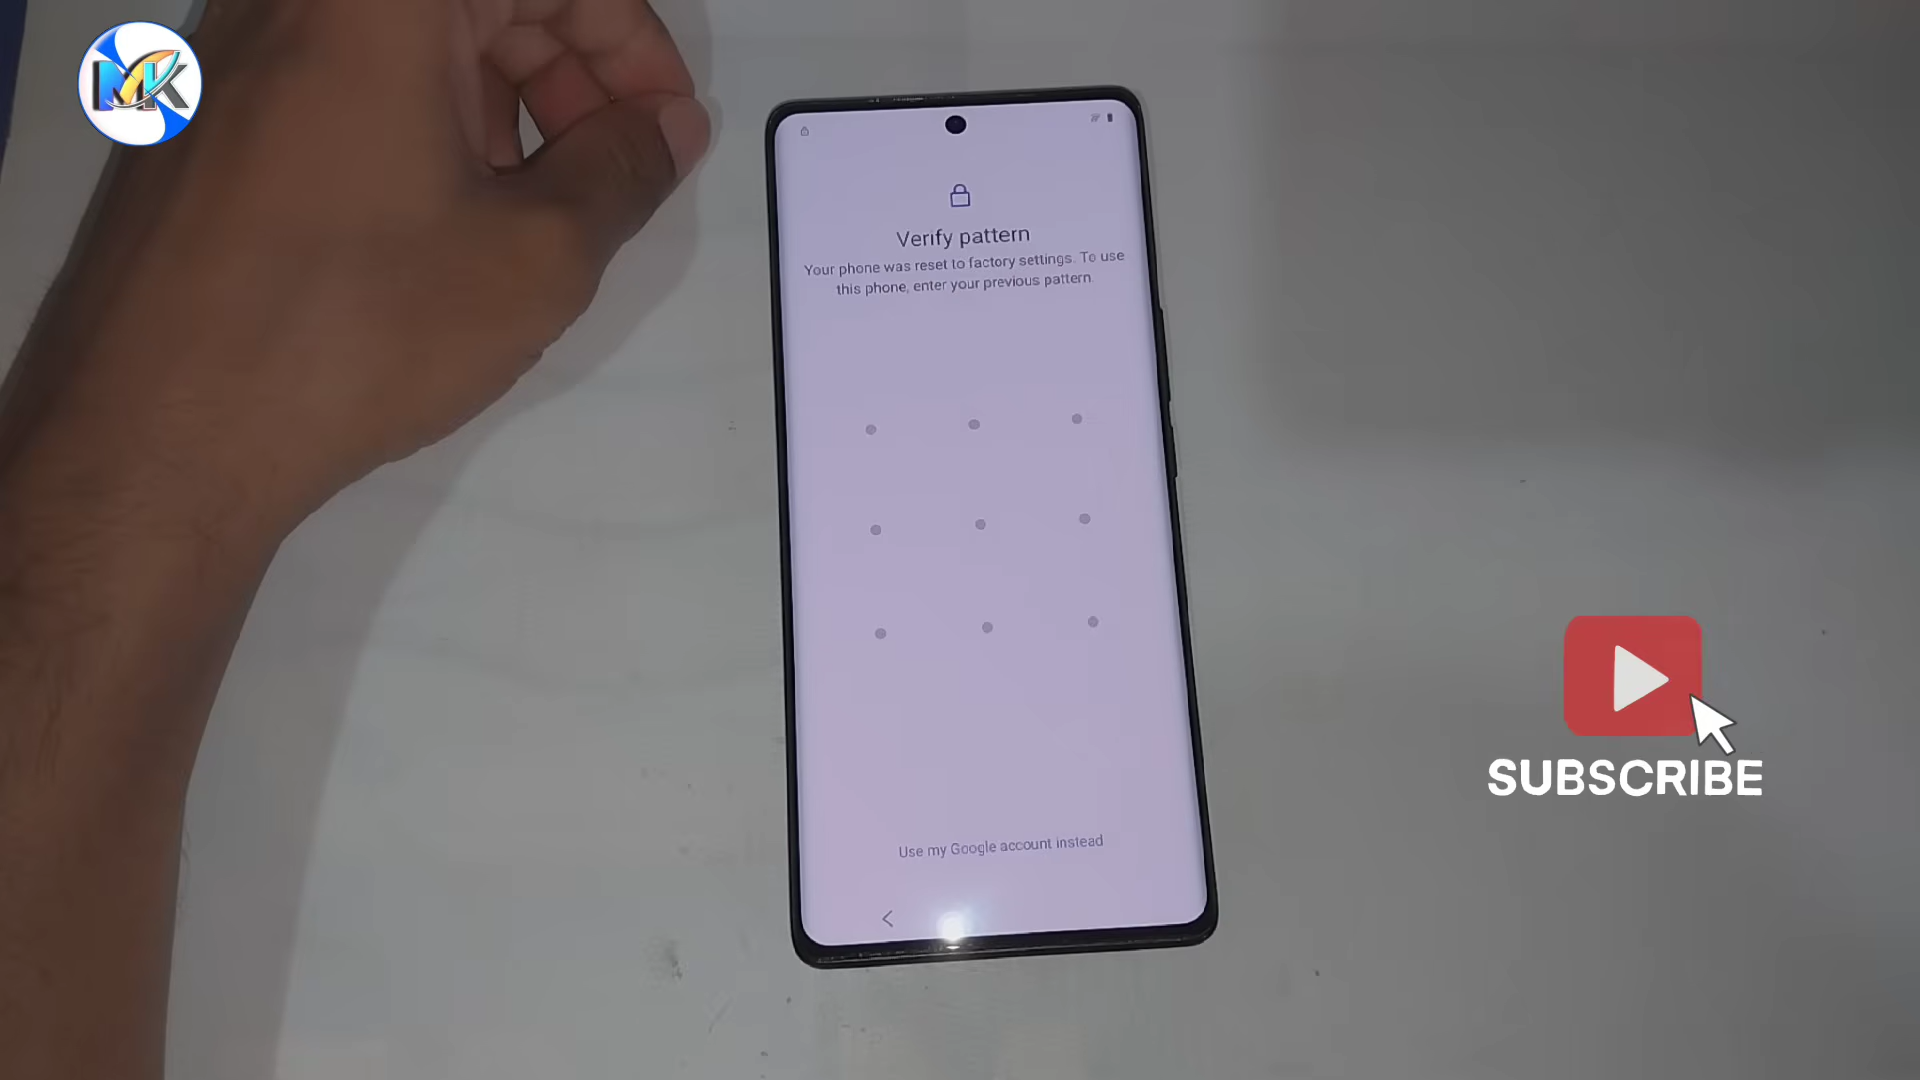 MK
Verify pattern
Your phone was reset to factory settings. To use
this phone, enter your previous pattern.
Use my Google account instead
SUBSCRIBE